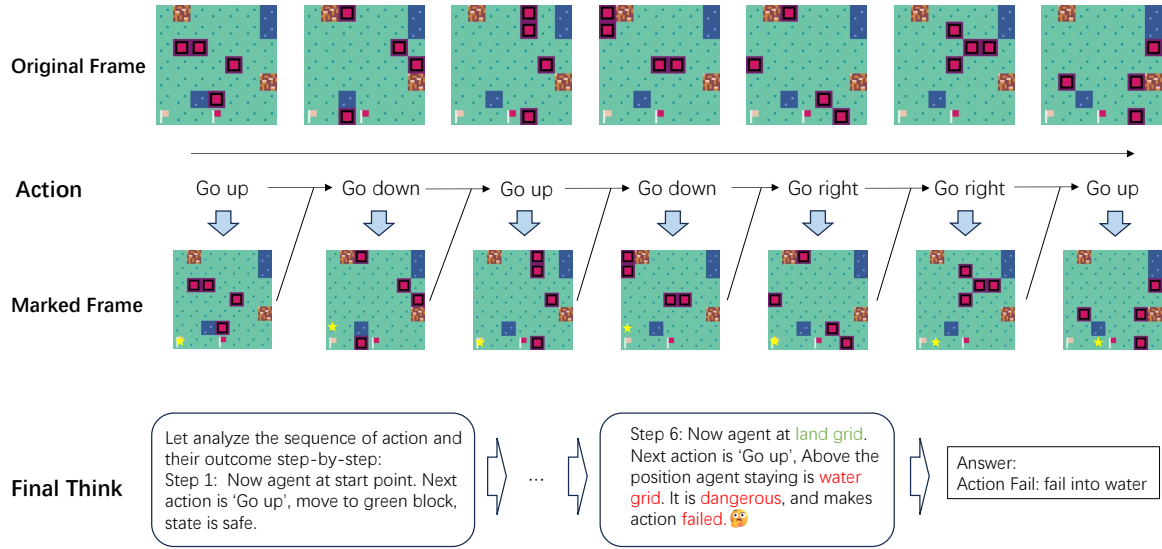 Original Frame
Action
Go up
Go down
Go up
Go down
Go right
Go right
Go up
Marked Frame
Final Think
Let analyze the sequence of action and
their outcome step-by-step:
Step 1: Now agent at start point. Next
action is ‘Go up’, move to green block,
state is safe.
...
Step 6: Now agent at land grid.
Next action is ‘Go up’, Above the
position agent staying is water
grid. It is dangerous, and makes
action failed.
Answer:
Action Fail: fail into water